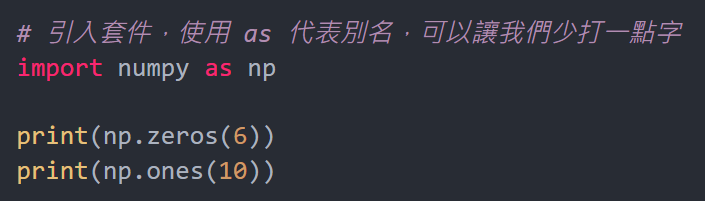 # 引入套件，使用 as 代表別名，可以讓我們少打一點字
import numpy as np
print(np.zeros(6))
print(np.ones(10))